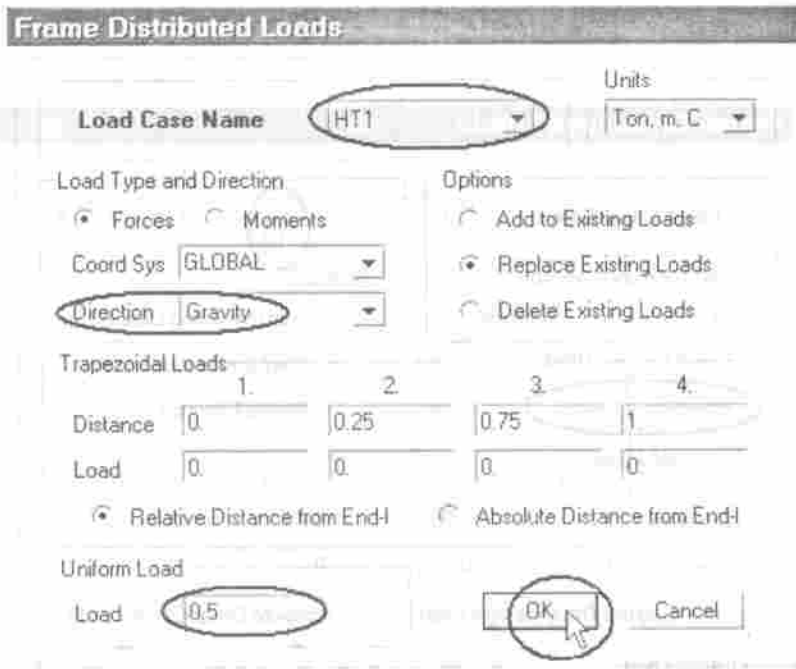 Frame Distributed Loads
Units
Load Case Name HT1 Ton, m, C
Load Type and Direction Options
Forces Moments Add to Existing Loads
Coord Sys GLOBAL Replace Existing Loads
Direction Gravity Delete Existing Loads
Trapezoidal Loads
1. 2. 3. 4.
Distance 0. 0.25 0.75 1.
Load 0. 0. 0. 0.
Relative Distance from End-I Absolute Distance from End-I
Uniform Load
Load 0.5 OK Cancel